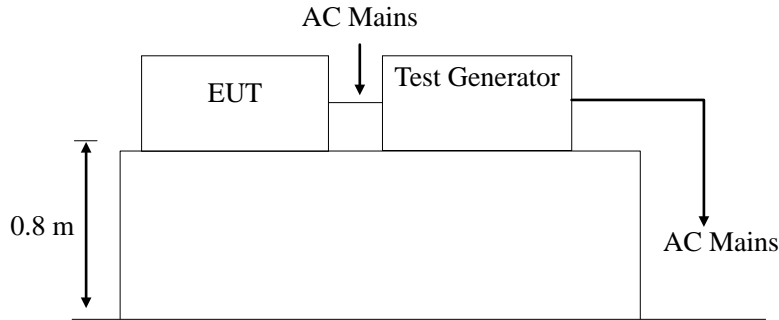 AC Mains
EUT
Test Generator
0.8 m
AC Mains